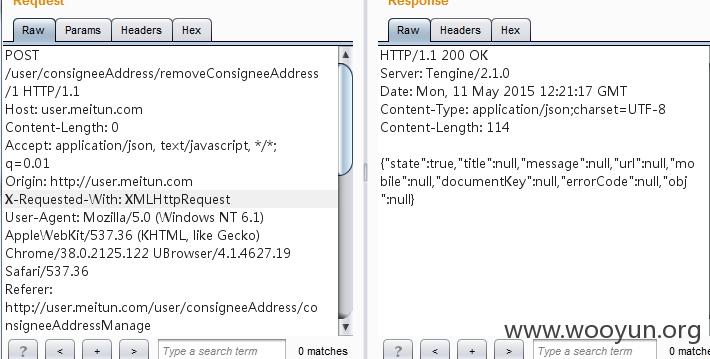 Request
Raw
Params
Headers
Hex
POST
/user/consigneeAddress/removeConsigneeAddress
/1 HTTP/1.1
Host: user.meitun.com
Content-Length: 0
Accept: application/json, text/javascript, */*;
q=0.01
Origin: http://user.meitun.com
X-Requested-With: XMLHttpRequest
User-Agent: Mozilla/5.0 (Windows NT 6.1)
AppleWebKit/537.36 (KHTML, like Gecko)
Chrome/38.0.2125.122 UBrowser/4.1.4627.19
Safari/537.36
Referer:
http://user.meitun.com/user/consigneeAddress/co
nsigneeAddressManage
?
<
+
>
Type a search term
0 matches
Response
Raw
Headers
Hex
HTTP/1.1 200 OK
Server: Tengine/2.1.0
Date: Mon, 11 May 2015 12:21:17 GMT
Content-Type: application/json;charset=UTF-8
Content-Length: 114
{"state":true,"title":null,"message":null,"url":null,"mo
bile":null,"documentKey":null,"errorCode":null,"obj
":null}
?
<
+
>
Type a search term
0 matches
www.wooyun.org